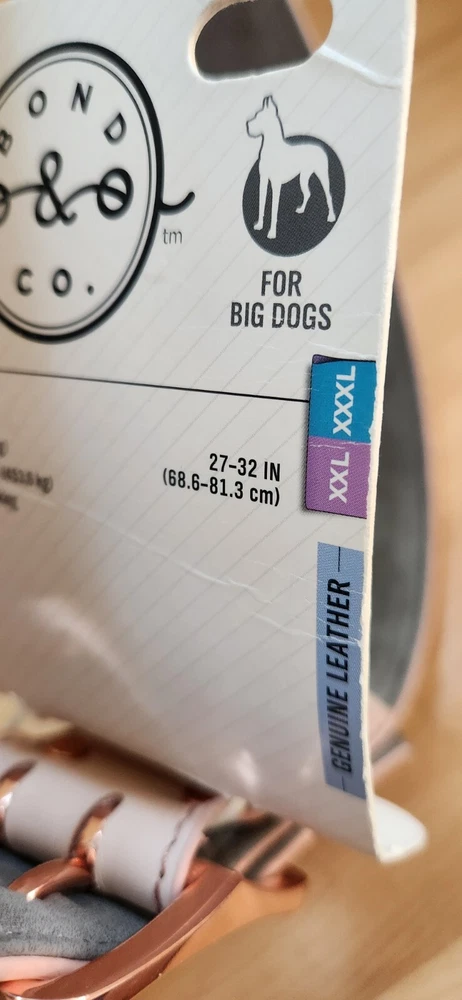 BOND
&
CO.
tm
FOR
BIG DOGS
XXXL
XXL
27-32 IN
(68.6-81.3 cm)
GENUINE LEATHER